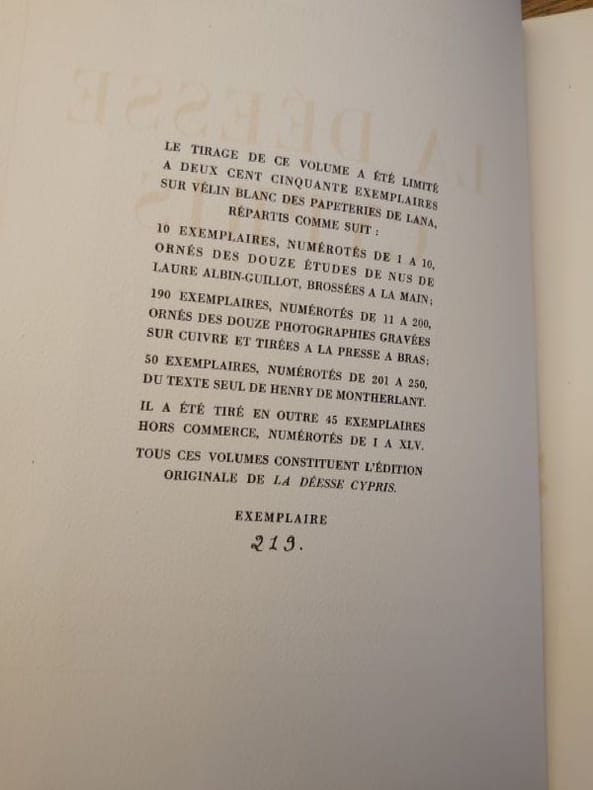 LA DÉESSE
LE TIRAGE DE CE VOLUME A ÉTÉ LIMITÉ
A DEUX CENT CINQUANTE EXEMPLAIRES
SUR VÉLIN BLANC DES PAPETERIES DE LANA,
RÉPARTIS COMME SUIT :
10 EXEMPLAIRES, NUMÉROTÉS DE 1 A 10,
ORNÉS DES DOUZE ÉTUDES DE NUS DE
LAURE ALBIN-GUILLOT, BROSSÉES A LA MAIN;
190 EXEMPLAIRES, NUMÉROTÉS DE 11 A 200,
ORNÉS DES DOUZE PHOTOGRAPHIES GRAVÉES
SUR CUIVRE ET TIRÉES A LA PRESSE A BRAS;
50 EXEMPLAIRES, NUMÉROTÉS DE 201 A 250,
DU TEXTE SEUL DE HENRY DE MONTHERLANT.
IL A ÉTÉ TIRÉ EN OUTRE 45 EXEMPLAIRES
HORS COMMERCE, NUMÉROTÉS DE I A XLV.
TOUS CES VOLUMES CONSTITUENT L'ÉDITION
ORIGINALE DE LA DÉESSE CYPRIS.
EXEMPLAIRE
219.